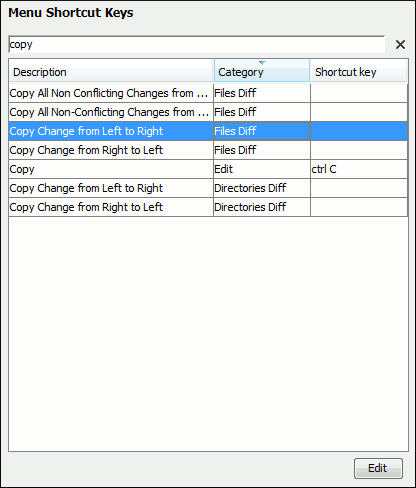 Menu Shortcut Keys
copy
Description Category Shortcut key
Copy All Non Conflicting Changes from ... Files Diff
Copy All Non-Conflicting Changes from ... Files Diff
Copy Change from Left to Right Files Diff
Copy Change from Right to Left Files Diff
Copy Edit ctrl C
Copy Change from Left to Right Directories Diff
Copy Change from Right to Left Directories Diff
Edit